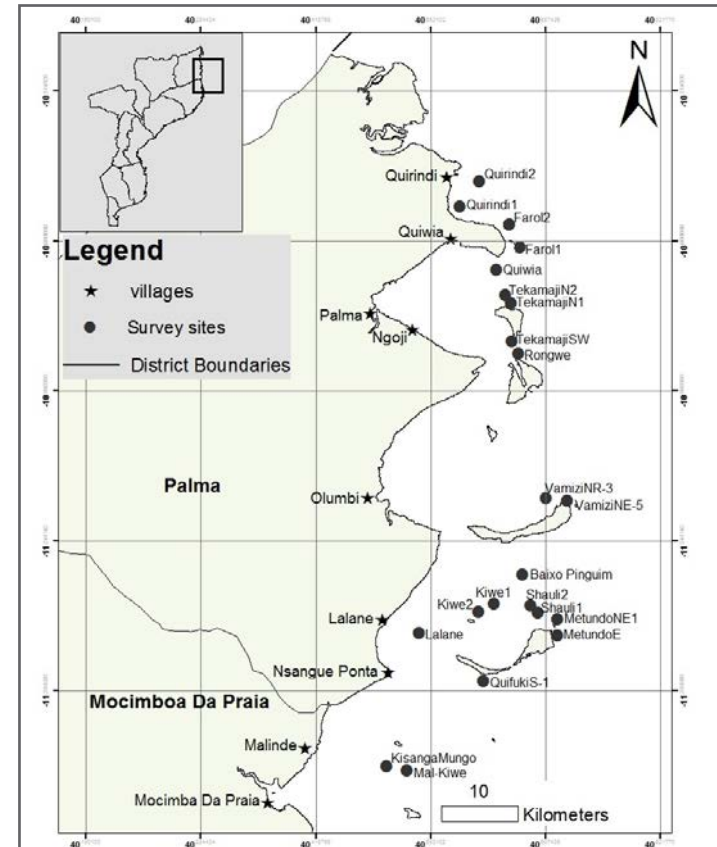 N
Quirindi
Quirindi2
Quirindi1
Farol2
Quiwia
Farol1
Quiwia
Legend
villages
TekamajiN2
TekamajiN1
Palma
Survey sites
Ngoji
TekamajiSW
Rongwe
District Boundaries
Palma
Olumbi
VamiziNR-3
VamiziNE-5
Baixo Pinguim
Kiwe1
Shauli2
Kiwe2
Shauli1
Lalane
MetundoNE1
Lalane
MetundoE
Nsangue Ponta
QuifukiS-1
Mocimboa Da Praia
Malinde
KisangaMungo
Mal-Kiwe
10
Mocimba Da Praia
Kilometers